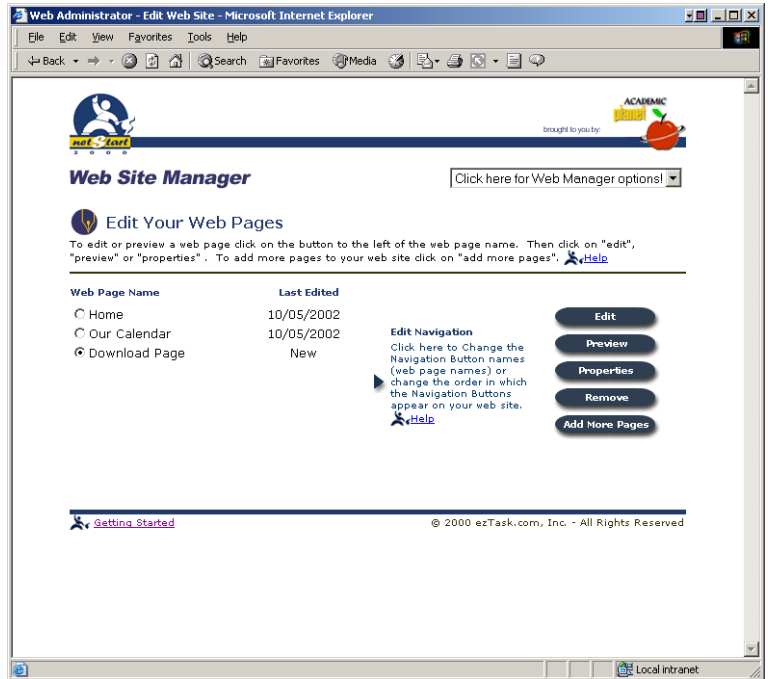 Web Administrator - Edit Web Site - Microsoft Internet Explorer
File Edit View Favorites Tools Help
Back Search Favorites Media
netStart
2 0 0 0
brought to you by:
ACADEMIC
planet
Web Site Manager
Click here for Web Manager options!
Edit Your Web Pages
To edit or preview a web page click on the button to the left of the web page name. Then click on "edit",
"preview" or "properties" . To add more pages to your web site click on "add more pages". Help
Web Page Name Last Edited
Home 10/05/2002
Our Calendar 10/05/2002
Download Page New
Edit Navigation
Click here to Change the
Navigation Button names
(web page names) or
change the order in which
the Navigation Buttons
appear on your web site.
Help
Edit
Preview
Properties
Remove
Add More Pages
Getting Started
© 2000 ezTask.com, Inc. - All Rights Reserved
Local intranet